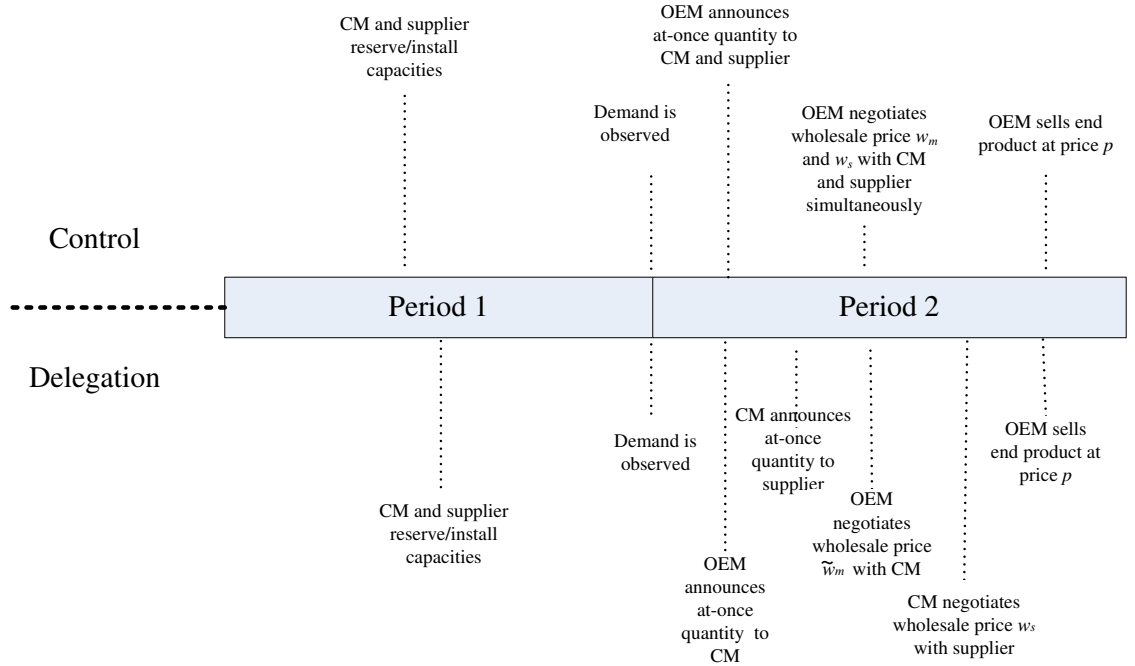 CM and supplier
reserve/install
capacities
OEM announces
at-once quantity to
CM and supplier
Demand is
observed
OEM negotiates
wholesale price wm
and ws with CM
and supplier
simultaneously
OEM sells end
product at price p
Control
Period 1
Period 2
Delegation
CM and supplier
reserve/install
capacities
Demand is
observed
OEM
announces
at-once
quantity to
CM
CM announces
at-once
quantity to
supplier
OEM
negotiates
wholesale price
w̃m with CM
CM negotiates
wholesale price ws
with supplier
OEM sells
end product at
price p